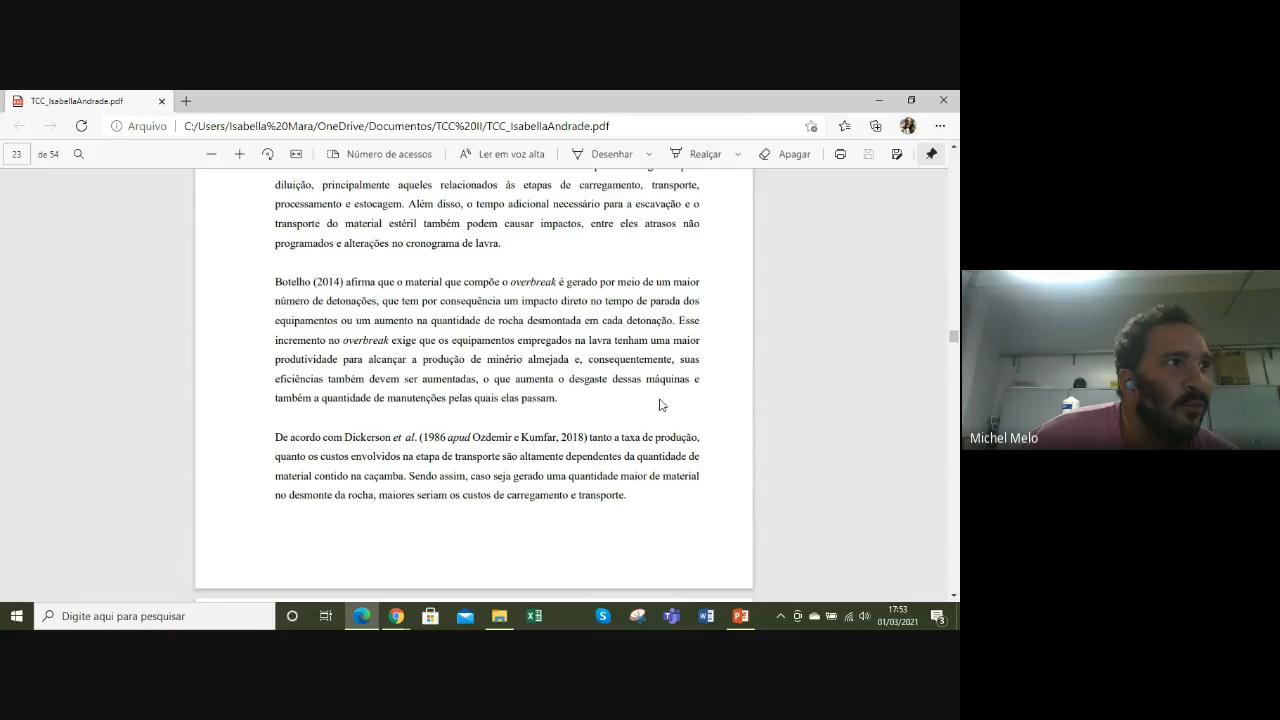 TCC_IsabellaAndrade.pdf
Arquivo
C:/Users/Isabella%20Mara/OneDrive/Documentos/TCC%20II/TCC_IsabellaAndrade.pdf
23 de 54
Número de acessos
Ler em voz alta
Desenhar
Realçar
Apagar
diluição, principalmente aqueles relacionados às etapas de carregamento, transporte,
processamento e estocagem. Além disso, o tempo adicional necessário para a escavação e o
transporte do material estéril também podem causar impactos, entre eles atrasos não
programados e alterações no cronograma de lavra.
Botelho (2014) afirma que o material que compõe o overbreak é gerado por meio de um maior
número de detonações, que tem por consequência um impacto direto no tempo de parada dos
equipamentos ou um aumento na quantidade de rocha desmontada em cada detonação. Esse
incremento no overbreak exige que os equipamentos empregados na lavra tenham uma maior
produtividade para alcançar a produção de minério almejada e, consequentemente, suas
eficiências também devem ser aumentadas, o que aumenta o desgaste dessas máquinas e
também a quantidade de manutenções pelas quais elas passam.
De acordo com Dickerson et al. (1986 apud Ozdemir e Kumfar, 2018) tanto a taxa de produção,
quanto os custos envolvidos na etapa de transporte são altamente dependentes da quantidade de
material contido na caçamba. Sendo assim, caso seja gerado uma quantidade maior de material
no desmonte da rocha, maiores seriam os custos de carregamento e transporte.
Michel Melo
Digite aqui para pesquisar
17:53
01/03/2021
3